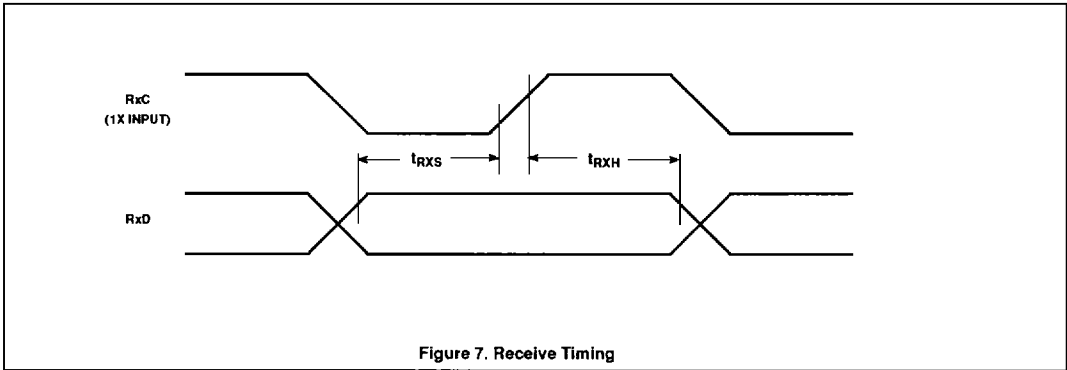 RxC
(1X INPUT)
tRXS
tRXH
RxD
Figure 7. Receive Timing